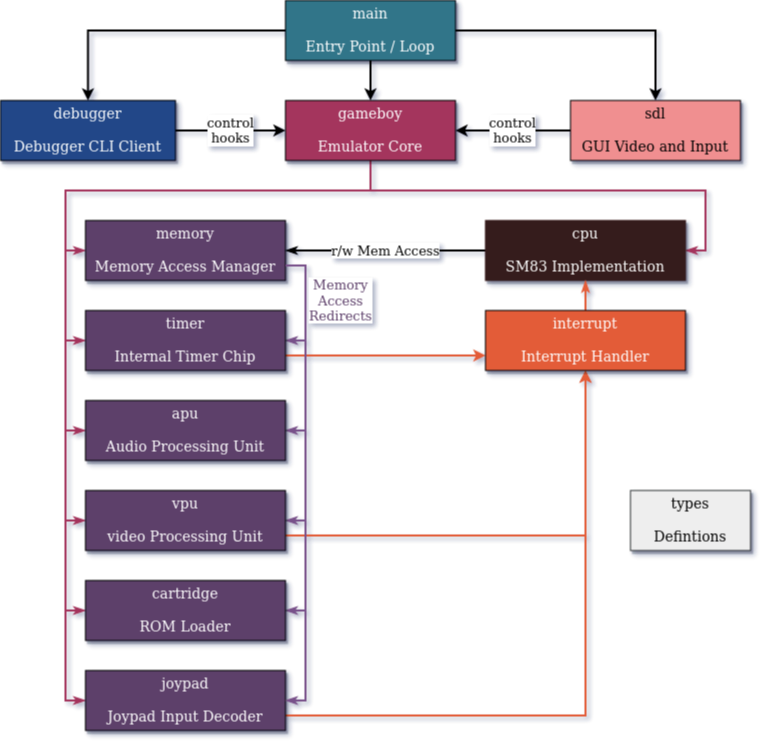 main
Entry Point / Loop
debugger
Debugger CLI Client
control
hooks
gameboy
Emulator Core
control
hooks
sdl
GUI Video and Input
memory
Memory Access Manager
r/w Mem Access
cpu
SM83 Implementation
Memory
Access
Redirects
timer
Internal Timer Chip
interrupt
Interrupt Handler
apu
Audio Processing Unit
vpu
video Processing Unit
types
Defintions
cartridge
ROM Loader
joypad
Joypad Input Decoder